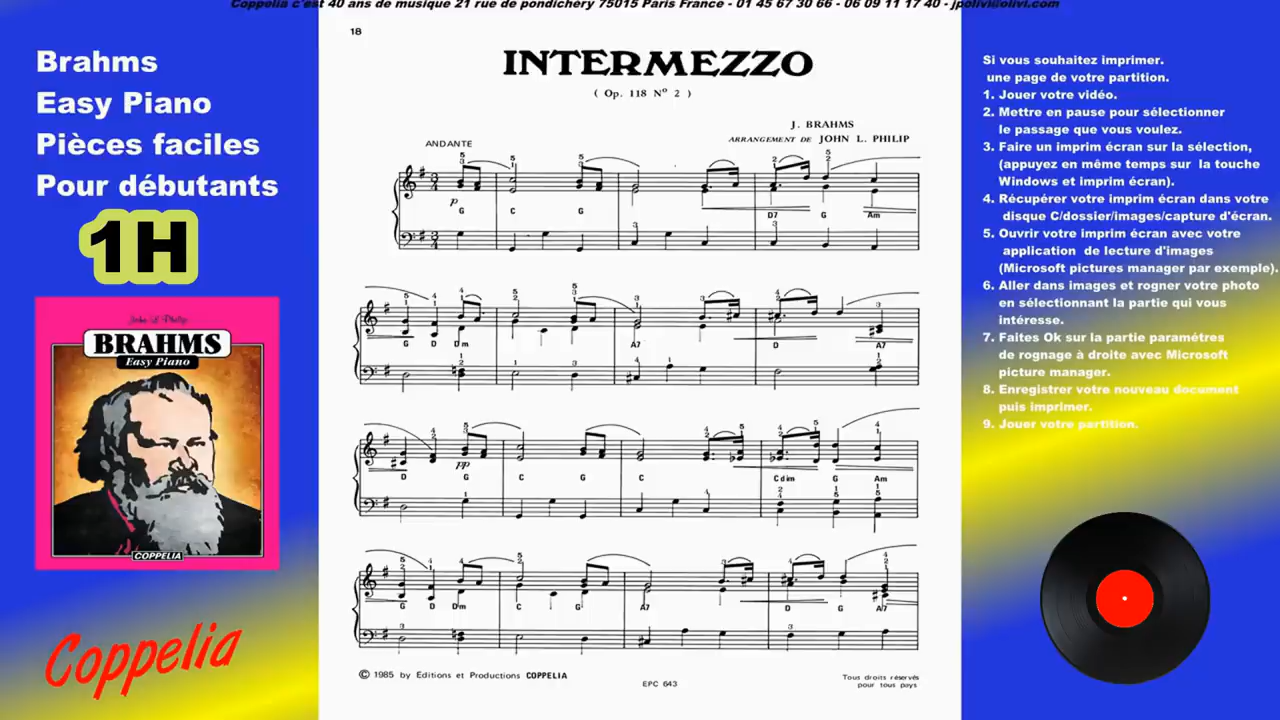 Coppelia c'est 40 ans de musique 21 rue de pondichery 75015 Paris France - 01 45 67 30 66 - 06 09 11 17 40 - jpolivi@olivi.com
Brahms
Easy Piano
Pièces faciles
Pour débutants
1H
John L. Philip
BRAHMS
Easy Piano
COPPELIA
Coppelia
18
INTERMEZZO
( Op. 118 Nº 2 )
J. BRAHMS
ARRANGEMENT DE JOHN L. PHILIP
ANDANTE
p
G C G D7 G Am
G D Dm C G A7 D A7
pp
D G C G C Cdim G Am
G D Dm C G A7 D G A7
© 1985 by Éditions et Productions COPPELIA
EPC 643
Tous droits réservés
pour tous pays
Si vous souhaitez imprimer.
une page de votre partition.
1. Jouer votre vidéo.
2. Mettre en pause pour sélectionner
le passage que vous voulez.
3. Faire un imprim écran sur la sélection,
(appuyez en même temps sur la touche
Windows et imprim écran).
4. Récupérer votre imprim écran dans votre
disque C/dossier/images/capture d'écran.
5. Ouvrir votre imprim écran avec votre
application de lecture d'images
(Microsoft pictures manager par exemple).
6. Aller dans images et rogner votre photo
en sélectionnant la partie qui vous
intéresse.
7. Faites Ok sur la partie paramétres
de rognage à droite avec Microsoft
picture manager.
8. Enregistrer votre nouveau document
puis imprimer.
9. Jouer votre partition.